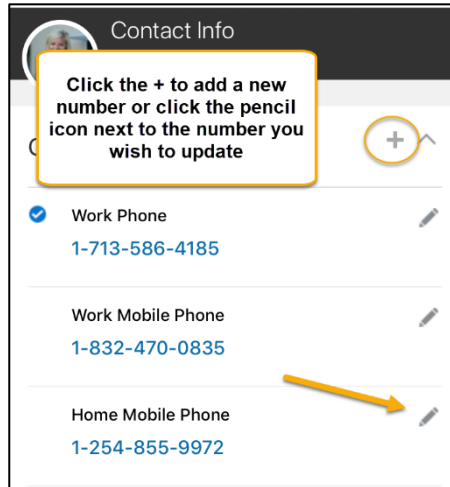 Contact Info
Click the + to add a new
number or click the pencil
icon next to the number you
wish to update
+
Work Phone
1-713-586-4185
Work Mobile Phone
1-832-470-0835
Home Mobile Phone
1-254-855-9972